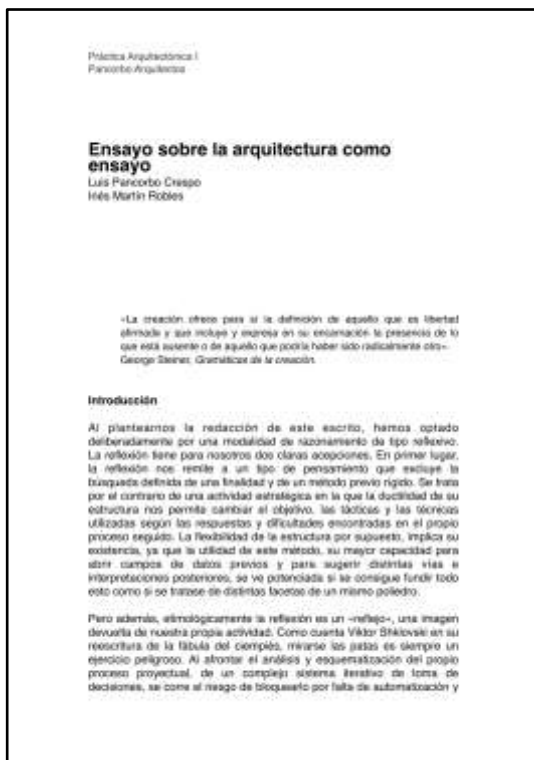 Práctica Arquitectónica I
Pancorbo Arquitectos
Ensayo sobre la arquitectura como
ensayo
Luis Pancorbo Crespo
Inés Martín Robles
«La creación ofrece para sí la definición de aquello que es libertad
afirmada y que incluye y expresa en su encarnación la presencia de lo
que está ausente o de aquello que podría haber sido radicalmente otro».
George Steiner, Gramáticas de la creación.
Introducción
Al plantearnos la redacción de este escrito, hemos optado
deliberadamente por una modalidad de razonamiento de tipo reflexivo.
La reflexión tiene para nosotros dos claras acepciones. En primer lugar,
la reflexión nos remite a un tipo de pensamiento que excluye la
búsqueda definida de una finalidad y de un método previo rígido. Se trata
por el contrario de una actividad estratégica en la que la ductilidad de su
estructura nos permite cambiar el objetivo, las tácticas y las técnicas
utilizadas según las respuestas y dificultades encontradas en el propio
proceso seguido. La flexibilidad de la estructura por supuesto, implica su
existencia, ya que la utilidad de este método, su mayor capacidad para
abrir campos de datos previos y para sugerir distintas vías e
interpretaciones posteriores, se ve potenciada si se consigue fundir todo
esto como si se tratase de distintas facetas de un mismo poliedro.
Pero además, etimológicamente la reflexión es un «reflejo», una imagen
devuelta de nuestra propia actividad. Como cuenta Viktor Shklovski en su
reescritura de la fábula del ciempiés, mirarse las patas es siempre un
ejercicio peligroso. Al afrontar el análisis y esquematización del propio
proceso proyectual, de un complejo sistema iterativo de toma de
decisiones, se corre el riesgo de bloquearlo por falta de automatización y